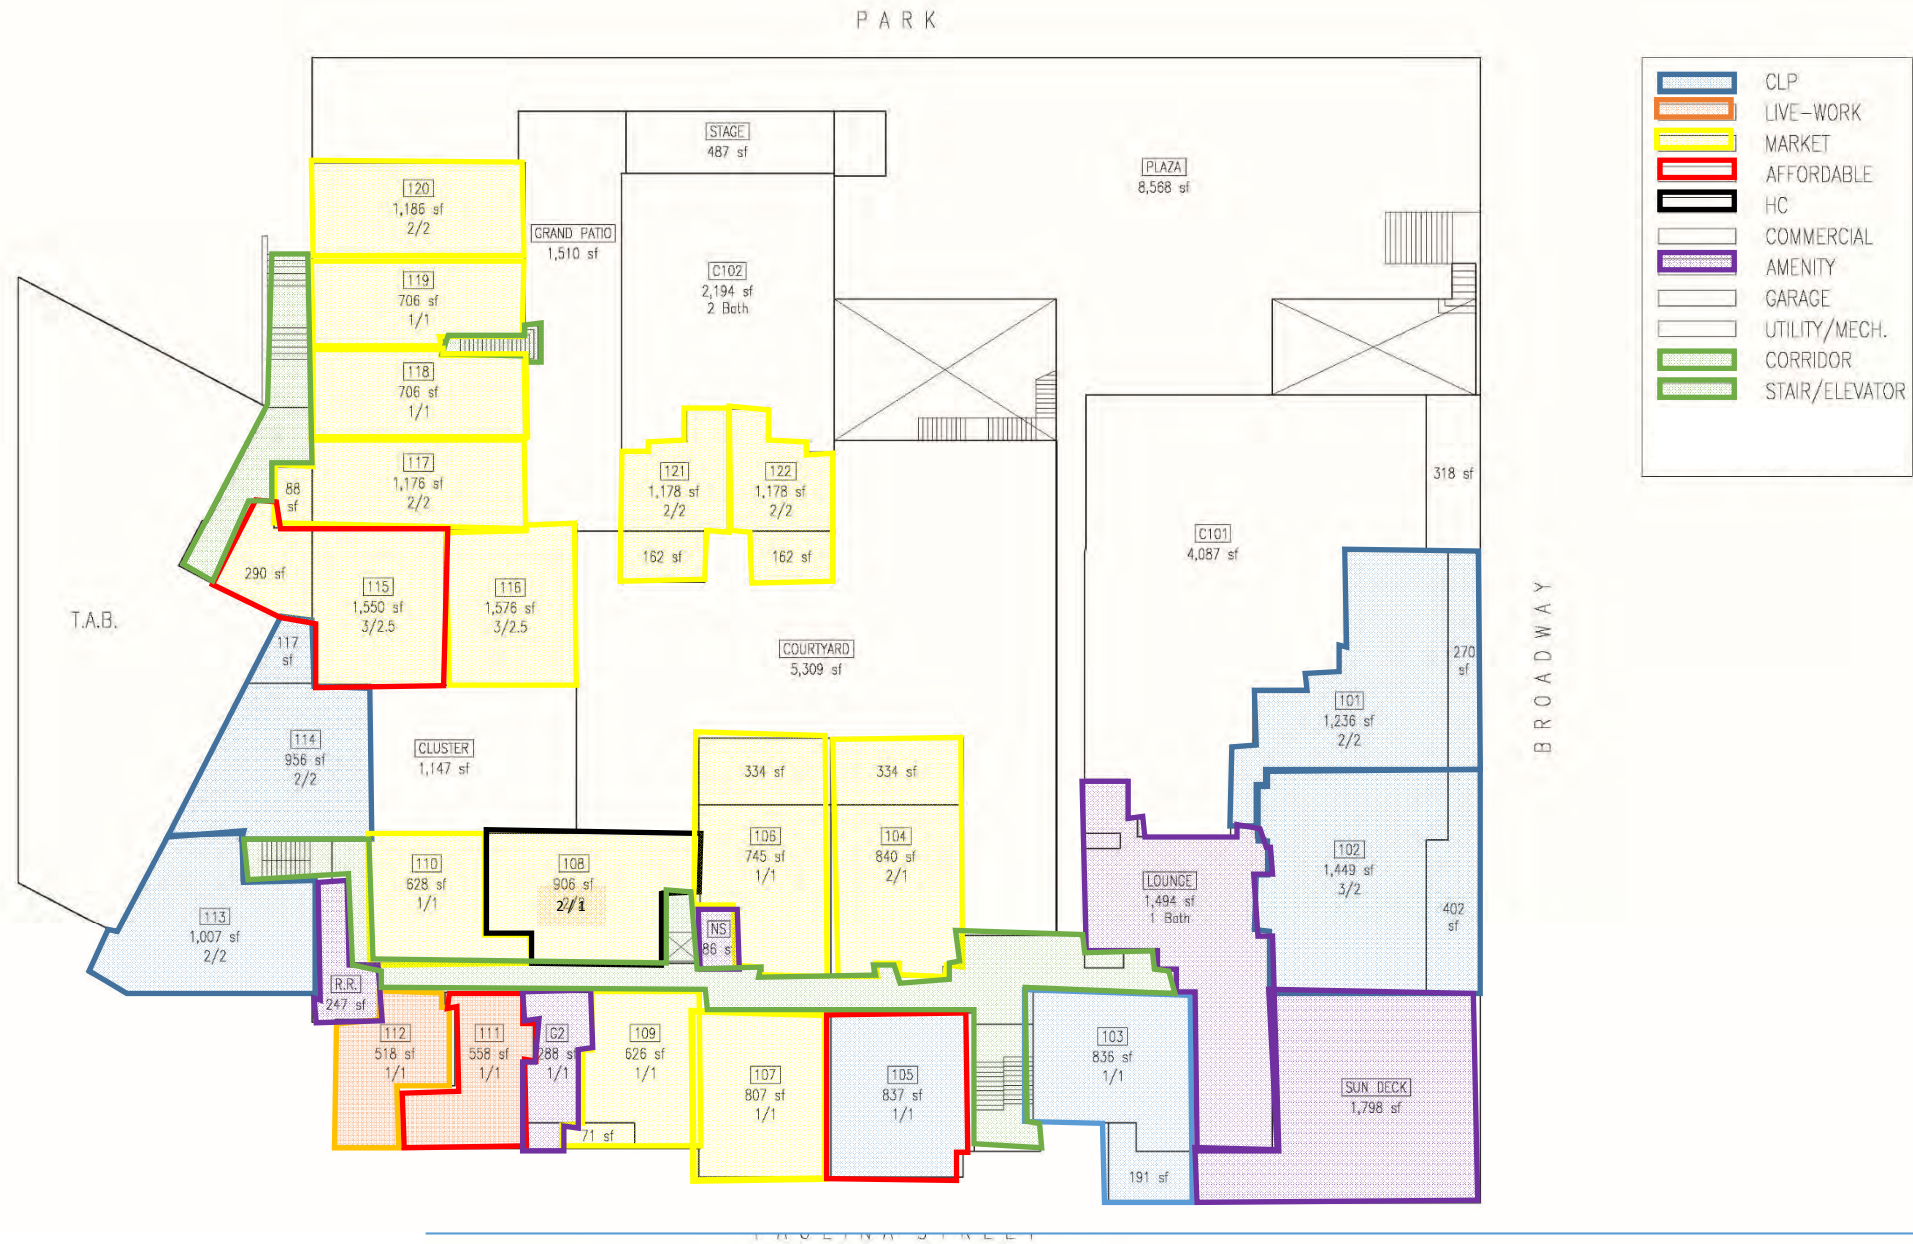 PARK
CLP
LIVE-WORK
MARKET
AFFORDABLE
HC
COMMERCIAL
AMENITY
GARAGE
UTILITY/MECH.
CORRIDOR
STAIR/ELEVATOR
STAGE
487 sf
PLAZA
8,568 sf
120
1,186 sf
2/2
GRAND PATIO
1,510 sf
119
706 sf
1/1
C102
2,194 sf
2 Bath
118
706 sf
1/1
117
1,176 sf
2/2
88
sf
121
1,178 sf
2/2
122
1,178 sf
2/2
162 sf
162 sf
318 sf
C101
4,087 sf
290 sf
115
1,550 sf
3/2.5
116
1,576 sf
3/2.5
T.A.B.
117
sf
COURTYARD
5,309 sf
BROADWAY
270
sf
101
1,236 sf
2/2
114
956 sf
2/2
CLUSTER
1,147 sf
334 sf
334 sf
106
745 sf
1/1
104
840 sf
2/1
110
628 sf
1/1
108
906 sf
2/1
102
1,449 sf
3/2
LOUNGE
1,494 sf
1 Bath
402
sf
113
1,007 sf
2/2
NS
86 s
R.R.
247 sf
112
518 sf
1/1
111
558 sf
1/1
G2
288 sf
1/1
109
626 sf
1/1
103
836 sf
1/1
107
807 sf
1/1
105
837 sf
1/1
SUN DECK
1,798 sf
71 sf
191 sf